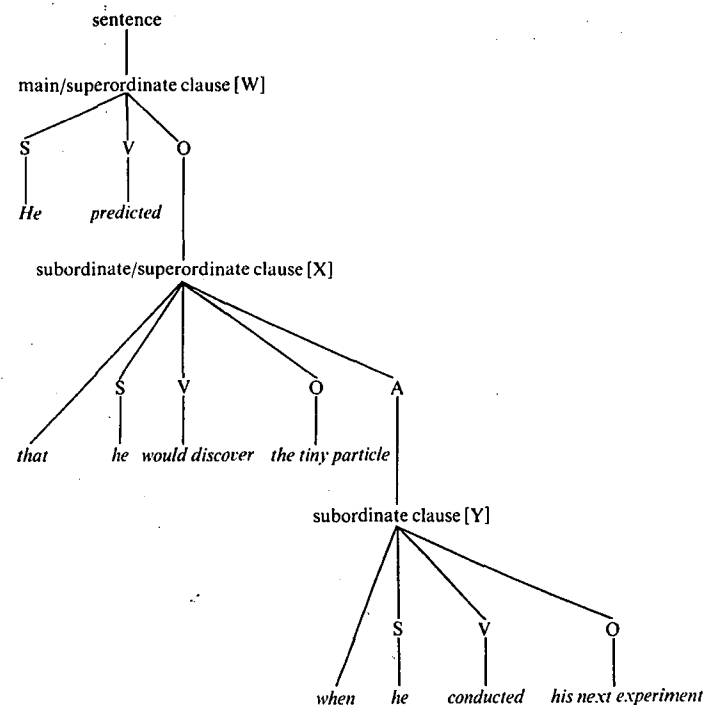 sentence
main/superordinate clause [W]
S V O
He predicted
subordinate/superordinate clause [X]
S V O A
that he would discover the tiny particle
subordinate clause [Y]
S V O
when he conducted his next experiment